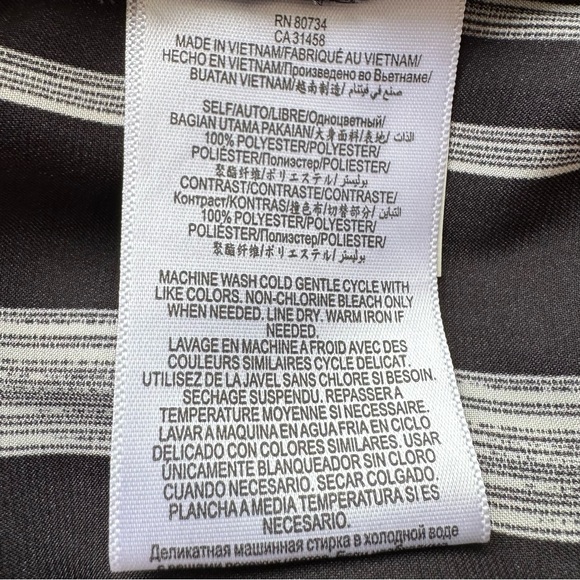 RN 80734
CA 31458
MADE IN VIETNAM/FABRIQUÉ AU VIETNAM/
HECHO EN VIETNAM/Произведено во Вьетнаме/
BUATAN VIETNAM/越南制造/ صنع في فيتنام/
SELF/AUTO/LIBRE/Одноцветный/
BAGIAN UTAMA PAKAIAN/大身面料/表地/ الذات/
100% POLYESTER/POLYESTER/
POLIÉSTER/Полиэстер/POLIESTER/
聚酯纤维/ポリエステル/ بوليستر/
CONTRAST/CONTRASTE/CONTRASTE/
Контраст/KONTRAS/撞色布/切替部分/ التباين/
100% POLYESTER/POLYESTER/
POLIÉSTER/Полиэстер/POLIESTER/
聚酯纤维/ポリエステル/ بوليستر/
MACHINE WASH COLD GENTLE CYCLE WITH
LIKE COLORS. NON-CHLORINE BLEACH ONLY
WHEN NEEDED. LINE DRY. WARM IRON IF
NEEDED.
LAVAGE EN MACHINE À FROID AVEC DES
COULEURS SIMILAIRES CYCLE DELICAT.
UTILISEZ DE LA JAVEL SANS CHLORE SI BESOIN.
SECHAGE SUSPENDU. REPASSER A
TEMPERATURE MOYENNE SI NECESSAIRE.
LAVAR A MAQUINA EN AGUA FRIA EN CICLO
DELICADO CON COLORES SIMILARES. USAR
ÚNICAMENTE BLANQUEADOR SIN CLORO
CUANDO NECESARIO. SECAR COLGADO.
PLANCHA A MEDIA TEMPERATURA SI ES
NECESARIO.
Деликатная машинная стирка в холодной воде